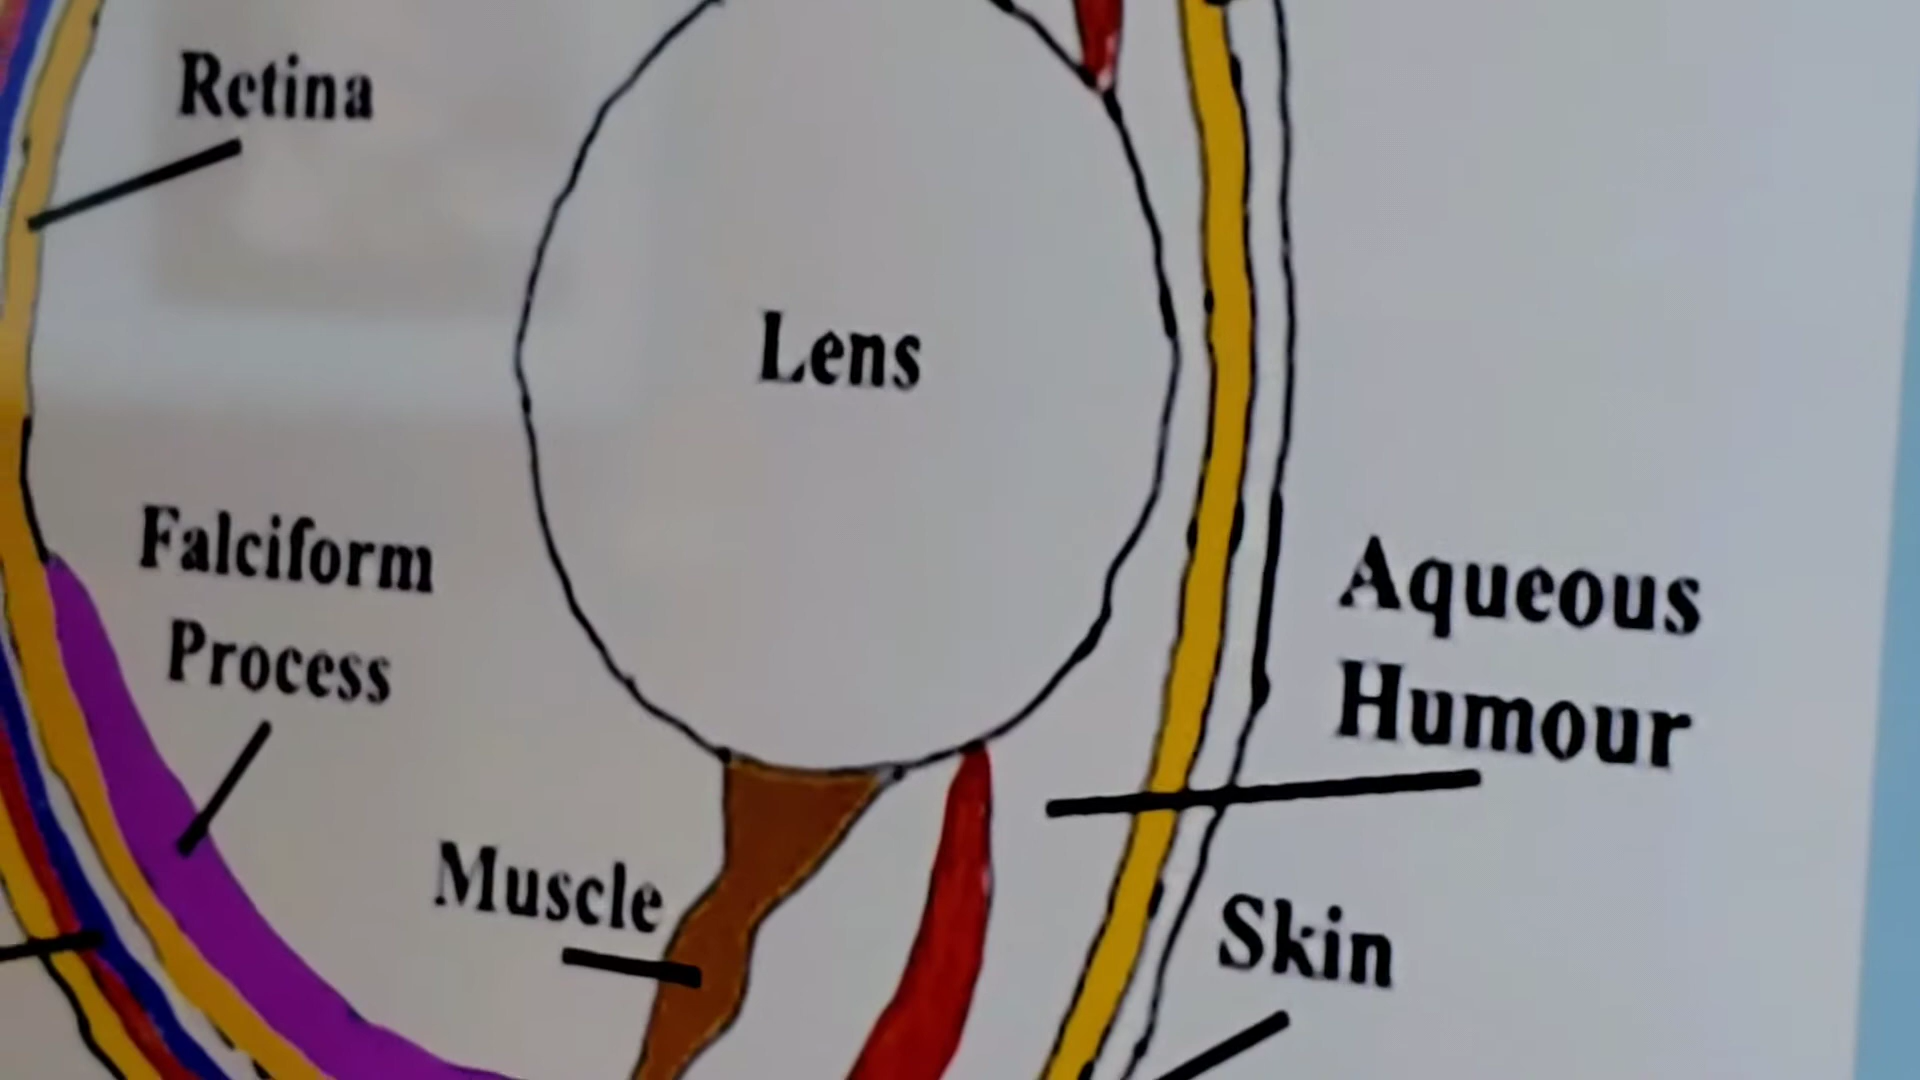 Retina
Lens
Falciform
Process
Aqueous
Humour
Muscle
Skin